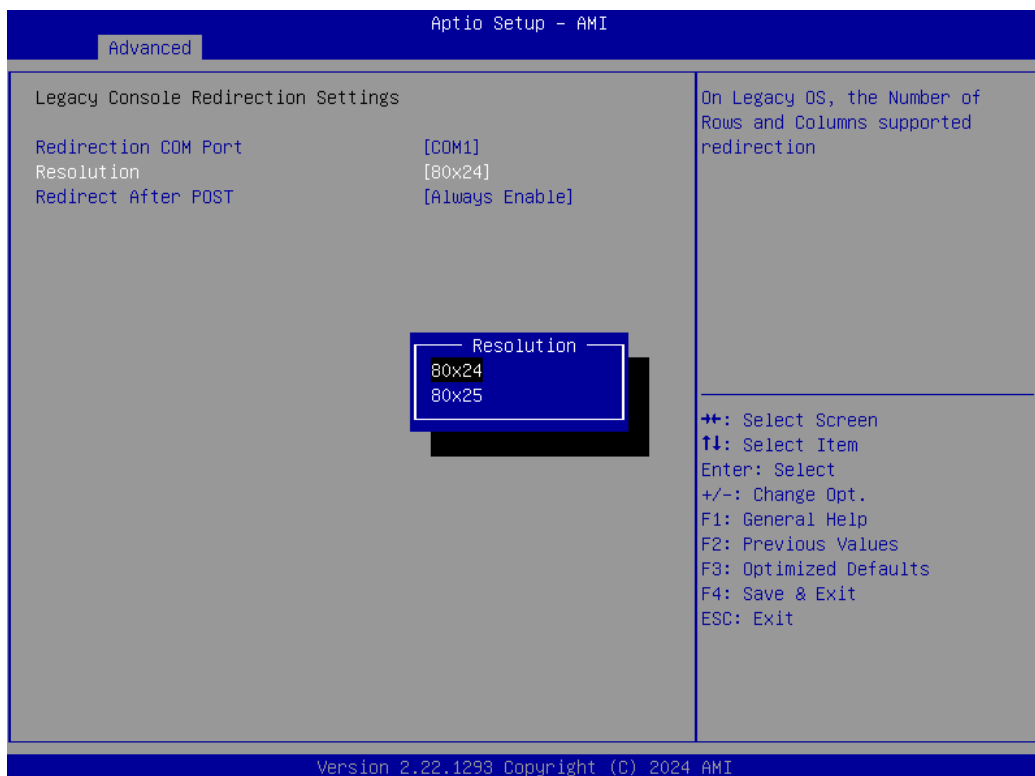 Aptio Setup – AMI
Advanced
Legacy Console Redirection Settings
Redirection COM Port [COM1]
Resolution [80x24]
Redirect After POST [Always Enable]
On Legacy OS, the Number of
Rows and Columns supported
redirection
Resolution
80x24
80x25
→←: Select Screen
↑↓: Select Item
Enter: Select
+/-: Change Opt.
F1: General Help
F2: Previous Values
F3: Optimized Defaults
F4: Save & Exit
ESC: Exit
Version 2.22.1293 Copyright (C) 2024 AMI